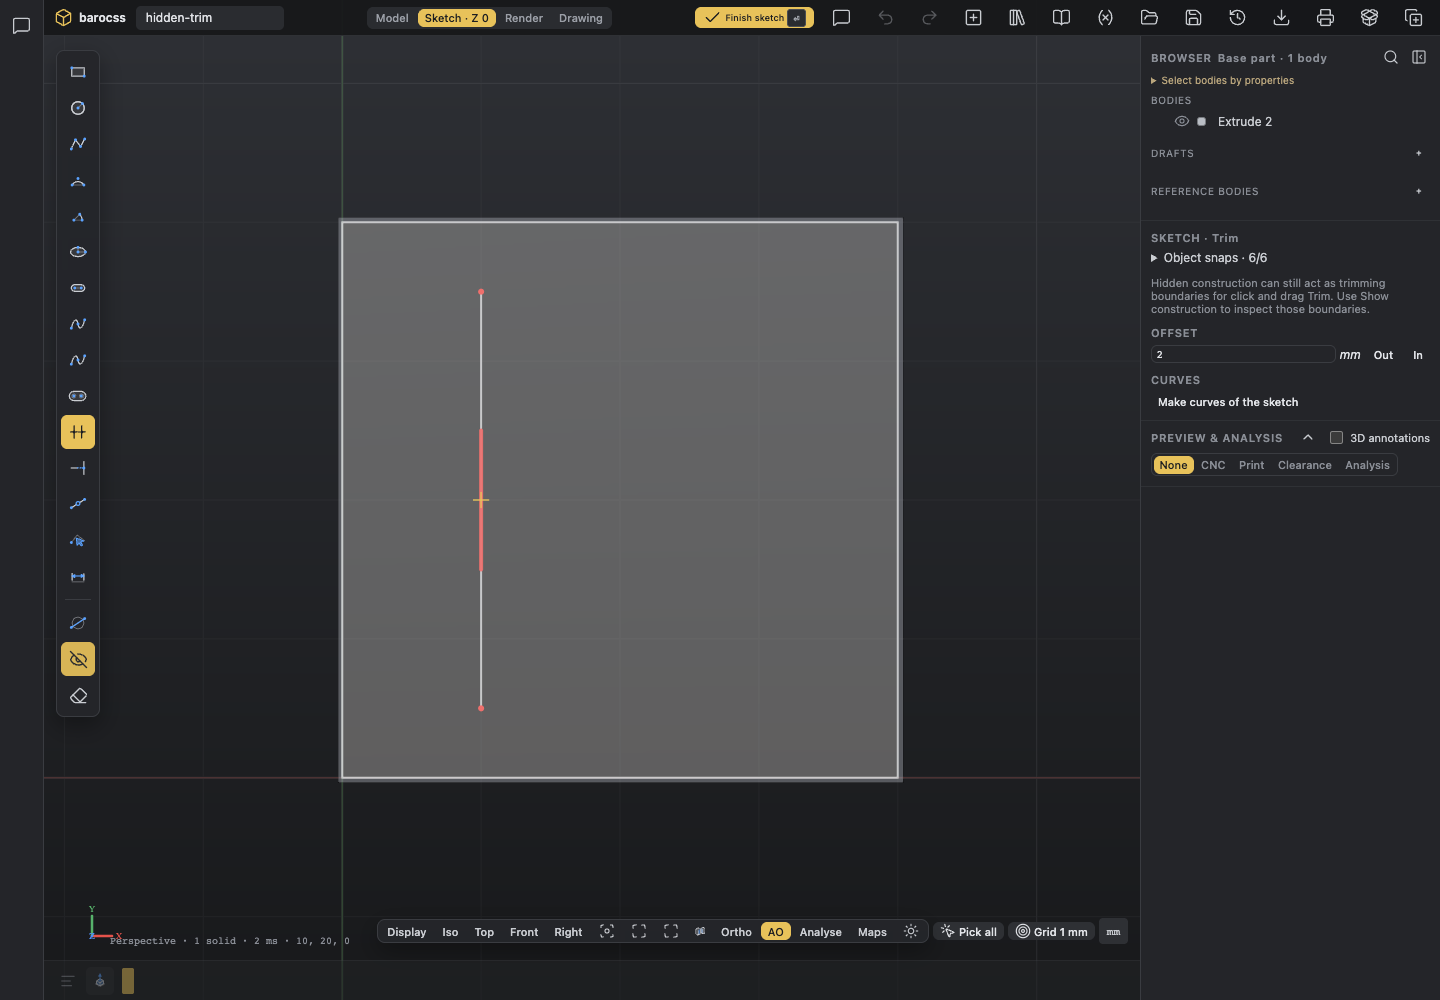 barocss
hidden-trim
Model
Sketch · Z 0
Render
Drawing
Finish sketch
BROWSER Base part · 1 body
Select bodies by properties
BODIES
Extrude 2
DRAFTS
REFERENCE BODIES
SKETCH · Trim
Object snaps · 6/6
Hidden construction can still act as trimming
boundaries for click and drag Trim. Use Show
construction to inspect those boundaries.
OFFSET
2 mm Out In
CURVES
Make curves of the sketch
PREVIEW & ANALYSIS
3D annotations
None CNC Print Clearance Analysis
Y
X
Perspective · 1 solid · 2 ms · 10, 20, 0
Display Iso Top Front Right
Ortho AO Analyse Maps
Pick all
Grid 1 mm
mm